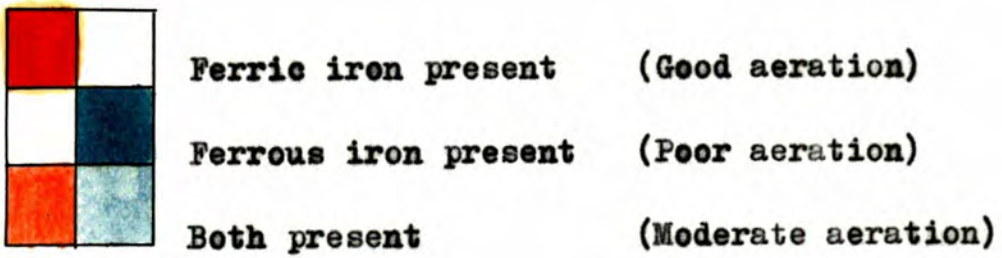 Ferric iron present (Good aeration)
Ferrous iron present (Poor aeration)
Both present (Moderate aeration)